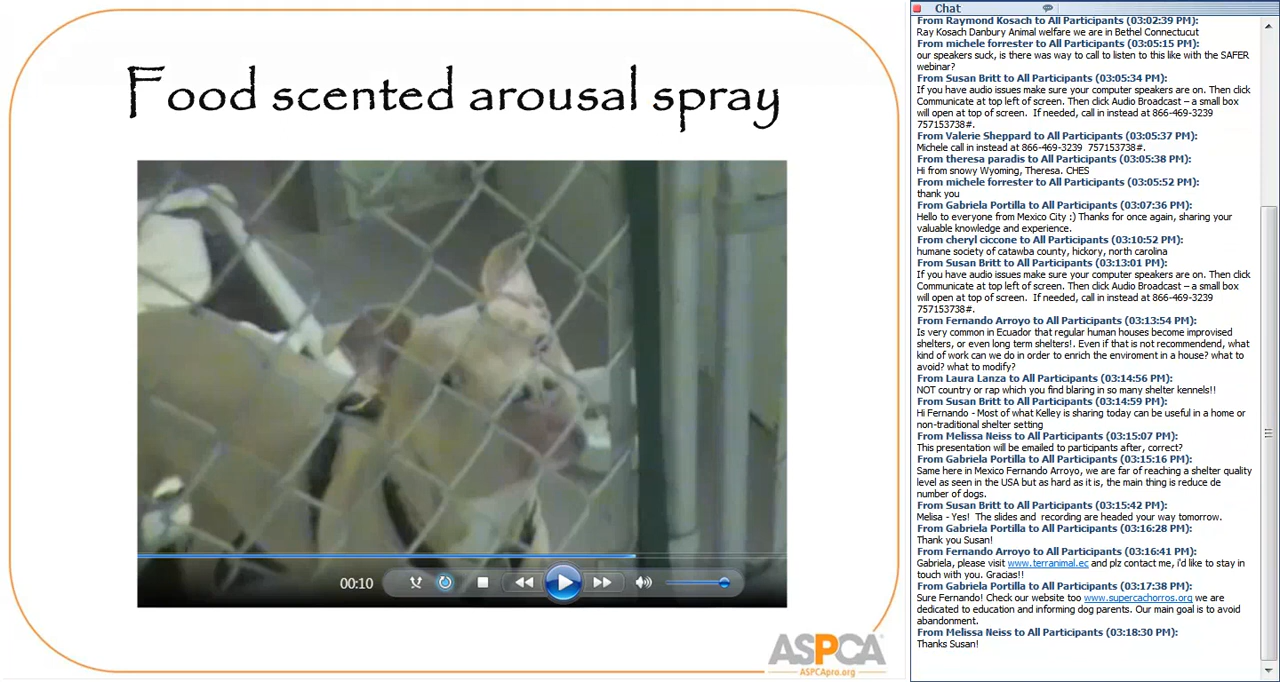 Food scented arousal spray
00:10
ASPCA
ASPCApro.org
Chat
From Raymond Kosach to All Participants (03:02:39 PM):
Ray Kosach Danbury Animal welfare we are in Bethel Connectucut
From michele forrester to All Participants (03:05:15 PM):
our speakers suck, is there was way to call to listen to this like with the SAFER
webinar?
From Susan Britt to All Participants (03:05:34 PM):
If you have audio issues make sure your computer speakers are on. Then click
Communicate at top left of screen. Then click Audio Broadcast – a small box
will open at top of screen.  If needed, call in instead at 866-469-3239
757153738#.
From Valerie Sheppard to All Participants (03:05:37 PM):
Michele call in instead at 866-469-3239  757153738#.
From theresa paradis to All Participants (03:05:38 PM):
Hi from snowy Wyoming, Theresa. CHES
From michele forrester to All Participants (03:05:52 PM):
thank you
From Gabriela Portilla to All Participants (03:07:36 PM):
Hello to everyone from Mexico City :) Thanks for once again, sharing your
valuable knowledge and experience.
From cheryl ciccone to All Participants (03:10:52 PM):
humane society of catawba county, hickory, north carolina
From Susan Britt to All Participants (03:13:01 PM):
If you have audio issues make sure your computer speakers are on. Then click
Communicate at top left of screen. Then click Audio Broadcast – a small box
will open at top of screen.  If needed, call in instead at 866-469-3239
757153738#.
From Fernando Arroyo to All Participants (03:13:54 PM):
Is very common in Ecuador that regular human houses become improvised
shelters, or even long term shelters!. Even if that is not recommendend, what
kind of work can we do in order to enrich the enviroment in a house? what to
avoid? what to modify?
From Laura Lanza to All Participants (03:14:56 PM):
NOT country or rap which you find blaring in so many shelter kennels!!
From Susan Britt to All Participants (03:14:59 PM):
Hi Fernando - Most of what Kelley is sharing today can be useful in a home or
non-traditional shelter setting
From Melissa Neiss to All Participants (03:15:07 PM):
This presentation will be emailed to participants after, correct?
From Gabriela Portilla to All Participants (03:15:16 PM):
Same here in Mexico Fernando Arroyo, we are far of reaching a shelter quality
level as seen in the USA but as hard as it is, the main thing is reduce de
number of dogs.
From Susan Britt to All Participants (03:15:42 PM):
Melisa - Yes!  The slides and  recording are headed your way tomorrow.
From Gabriela Portilla to All Participants (03:16:28 PM):
Thank you Susan!
From Fernando Arroyo to All Participants (03:16:41 PM):
Gabriela, please visit www.terranimal.ec and plz contact me, i'd like to stay in
touch with you. Gracias!!
From Gabriela Portilla to All Participants (03:17:38 PM):
Sure Fernando! Check our website too www.supercachorros.org we are
dedicated to education and informing dog parents. Our main goal is to avoid
abandonment.
From Melissa Neiss to All Participants (03:18:30 PM):
Thanks Susan!